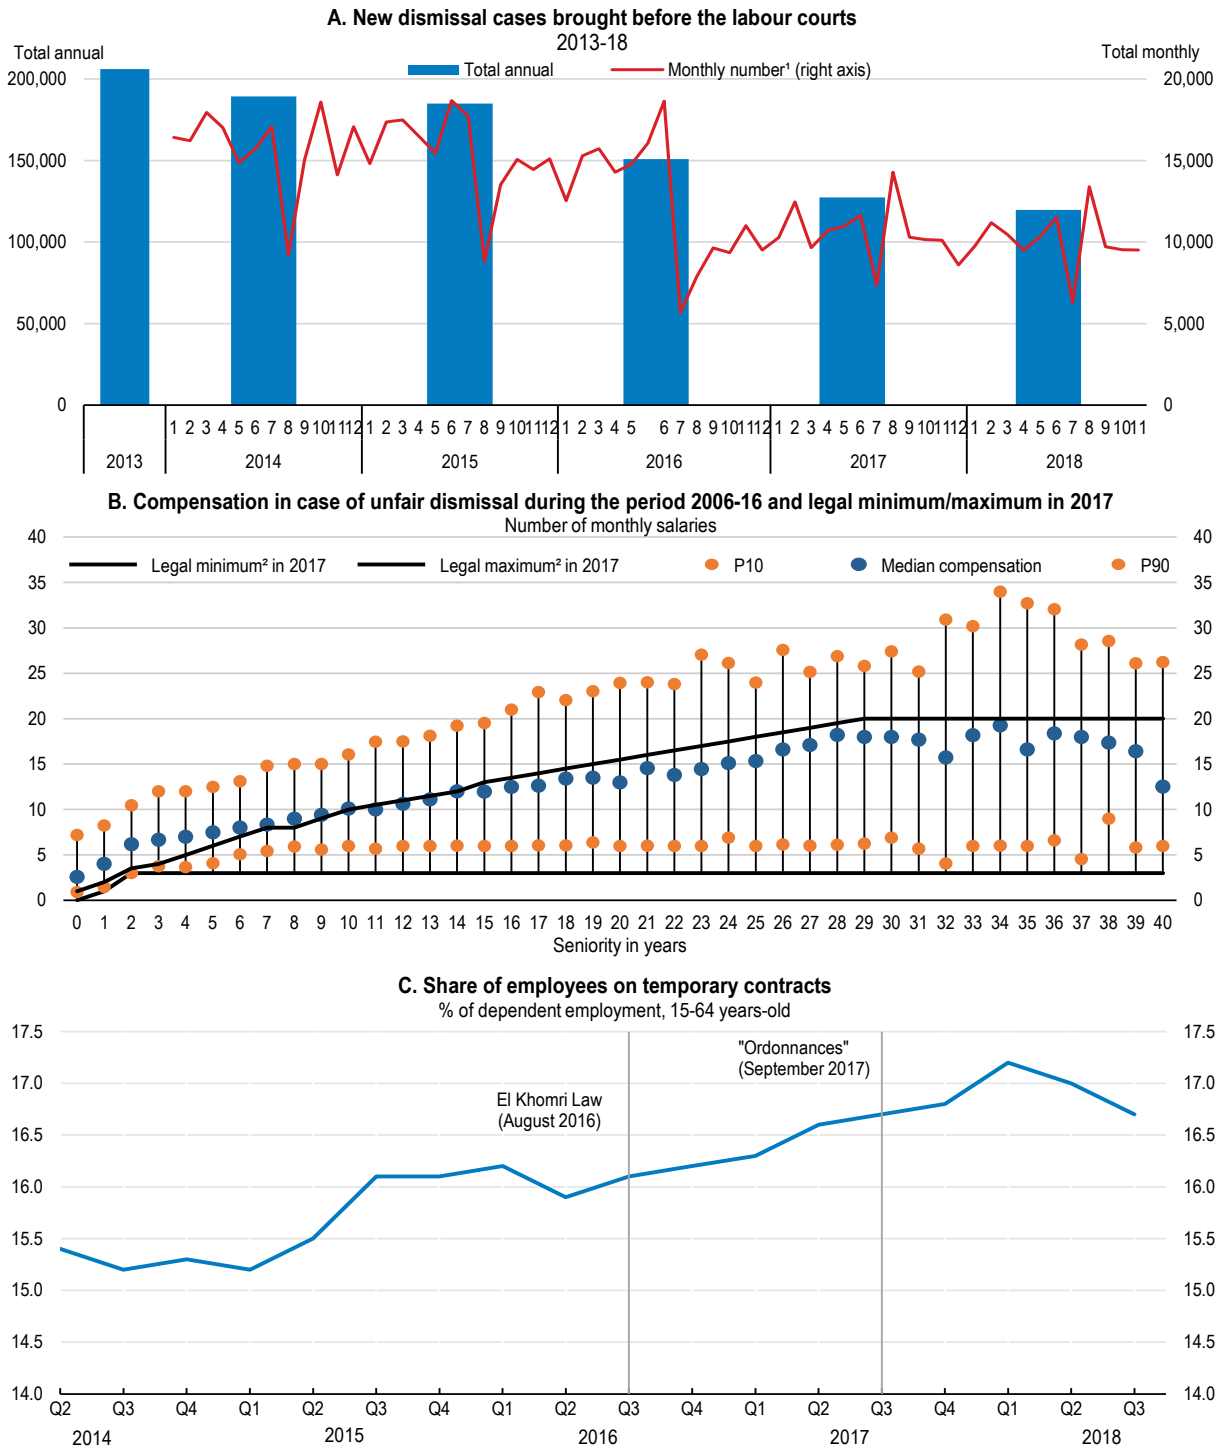 A. New dismissal cases brought before the labour courts
2013-18
Total annual
Total monthly
Total annual
Monthly number¹ (right axis)
200,000
20,000
150,000
15,000
100,000
10,000
50,000
5,000
0
0
1 2 3 4 5 6 7 8 9 10 11 12 1 2 3 4 5 6 7 8 9 10 11 12 1 2 3 4 5 6 7 8 9 10 11 12 1 2 3 4 5 6 7 8 9 10 11 12 1 2 3 4 5 6 7 8 9 10 11
2013 2014 2015 2016 2017 2018
B. Compensation in case of unfair dismissal during the period 2006-16 and legal minimum/maximum in 2017
Number of monthly salaries
40 40
Legal minimum² in 2017 Legal maximum² in 2017 P10 Median compensation P90
35 35
30 30
25 25
20 20
15 15
10 10
5 5
0 0
0 1 2 3 4 5 6 7 8 9 10 11 12 13 14 15 16 17 18 19 20 21 22 23 24 25 26 27 28 29 30 31 32 33 34 35 36 37 38 39 40
Seniority in years
C. Share of employees on temporary contracts
% of dependent employment, 15-64 years-old
17.5 17.5
"Ordonnances"
(September 2017)
17.0 17.0
El Khomri Law
(August 2016)
16.5 16.5
16.0 16.0
15.5 15.5
15.0 15.0
14.5 14.5
14.0 14.0
Q2 Q3 Q4 Q1 Q2 Q3 Q4 Q1 Q2 Q3 Q4 Q1 Q2 Q3 Q4 Q1 Q2 Q3
2014 2015 2016 2017 2018